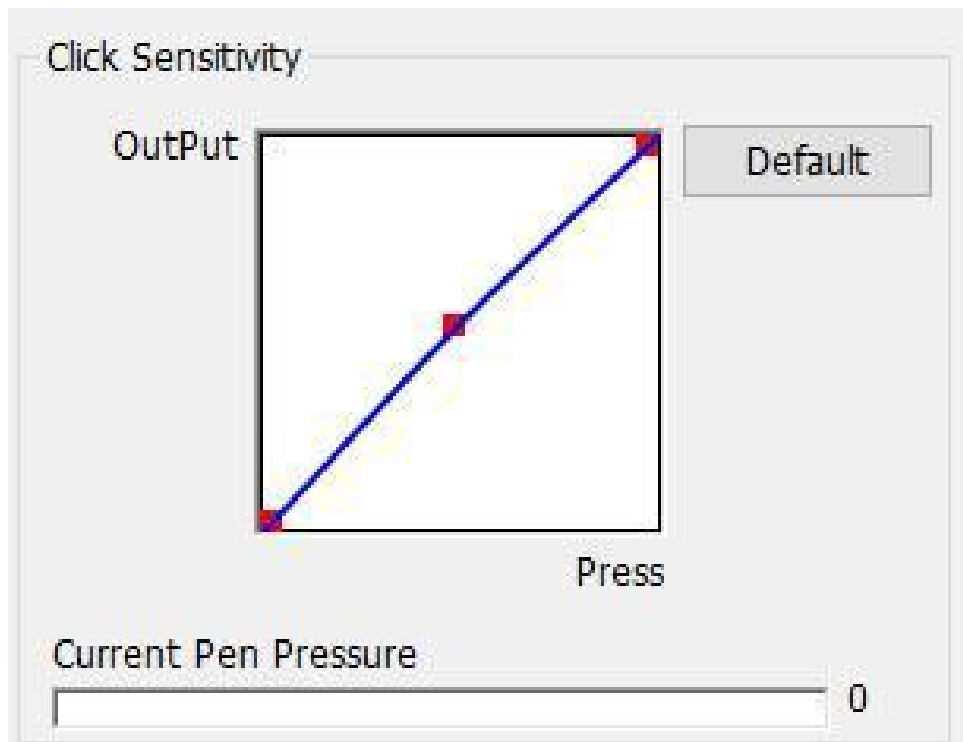 Click Sensitivity
OutPut
Default
Press
Current Pen Pressure
0